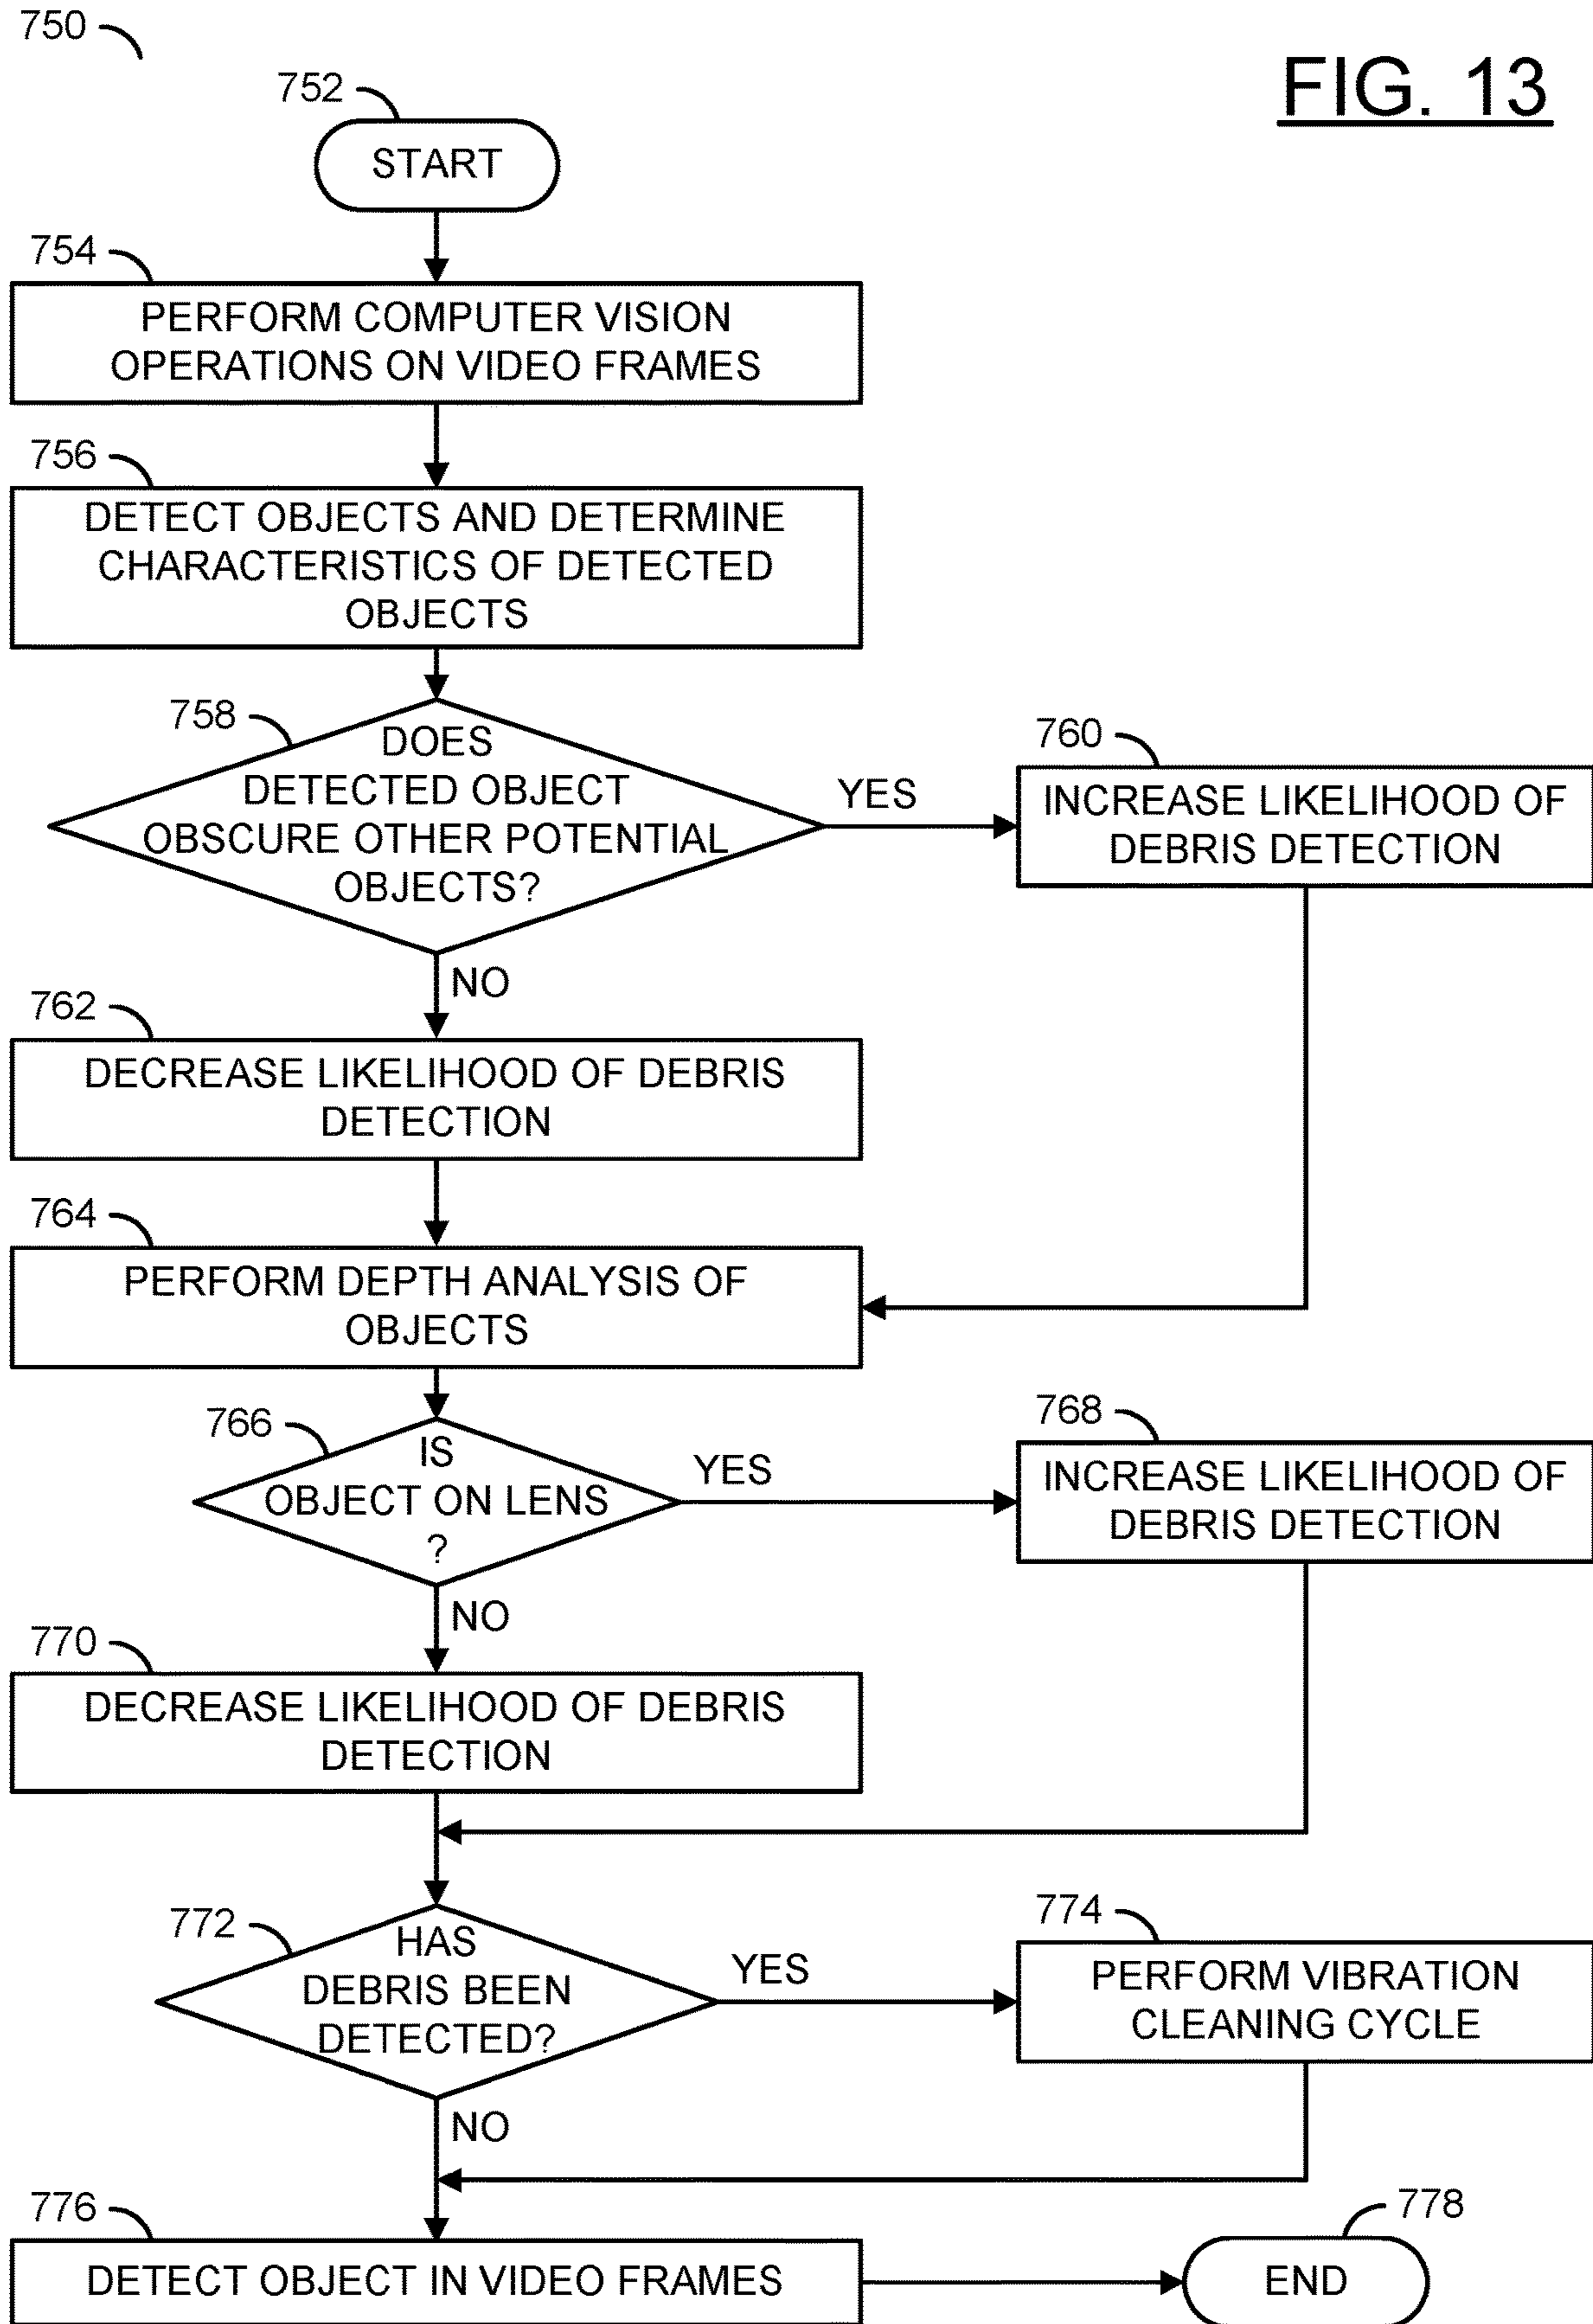 750
FIG. 13
752
START
754
PERFORM COMPUTER VISION
OPERATIONS ON VIDEO FRAMES
756
DETECT OBJECTS AND DETERMINE
CHARACTERISTICS OF DETECTED
OBJECTS
758
DOES
DETECTED OBJECT
OBSCURE OTHER POTENTIAL
OBJECTS?
YES
760
INCREASE LIKELIHOOD OF
DEBRIS DETECTION
NO
762
DECREASE LIKELIHOOD OF DEBRIS
DETECTION
764
PERFORM DEPTH ANALYSIS OF
OBJECTS
766
IS
OBJECT ON LENS
?
YES
768
INCREASE LIKELIHOOD OF
DEBRIS DETECTION
NO
770
DECREASE LIKELIHOOD OF DEBRIS
DETECTION
772
HAS
DEBRIS BEEN
DETECTED?
YES
774
PERFORM VIBRATION
CLEANING CYCLE
NO
776
DETECT OBJECT IN VIDEO FRAMES
778
END